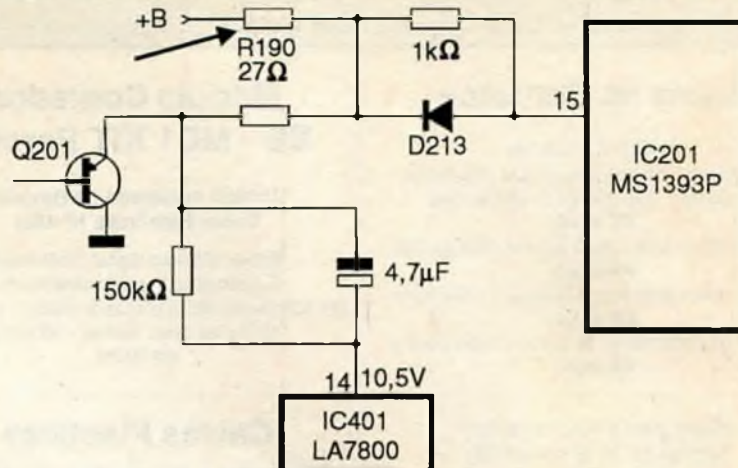 +B
R190
27Ω
1kΩ
15
D213
IC201
MS1393P
Q201
150kΩ
4,7µF
14 10,5V
IC401
LA7800